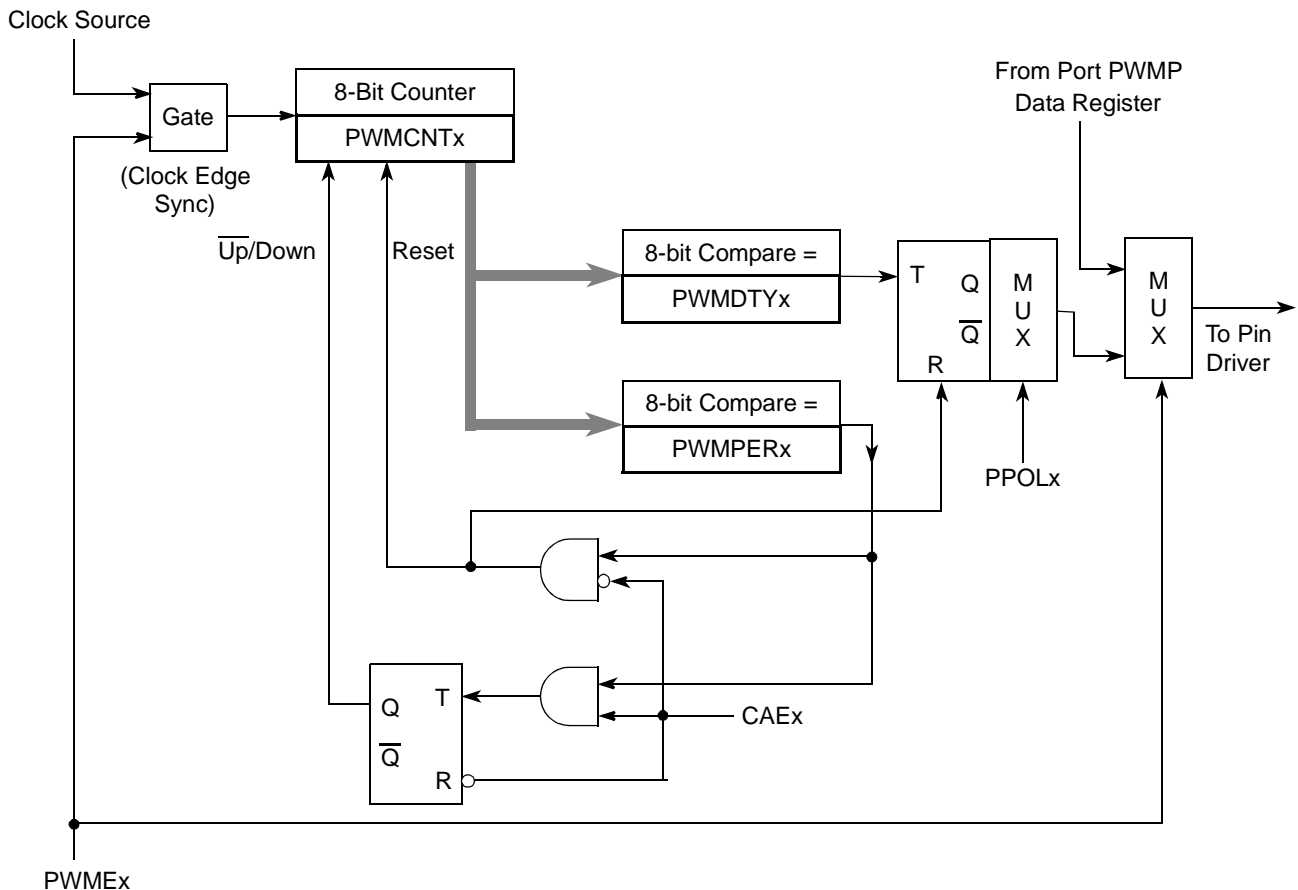 Clock Source
Gate
(Clock Edge
Sync)
8-Bit Counter
PWMCNTx
From Port PWMP
Data Register
U̅p̅/Down
Reset
8-bit Compare =
PWMDTYx
T
Q
Q̅
R
M
U
X
M
U
X
To Pin
Driver
8-bit Compare =
PWMPERx
PPOLx
Q
T
Q̅
R
CAEx
PWMEx